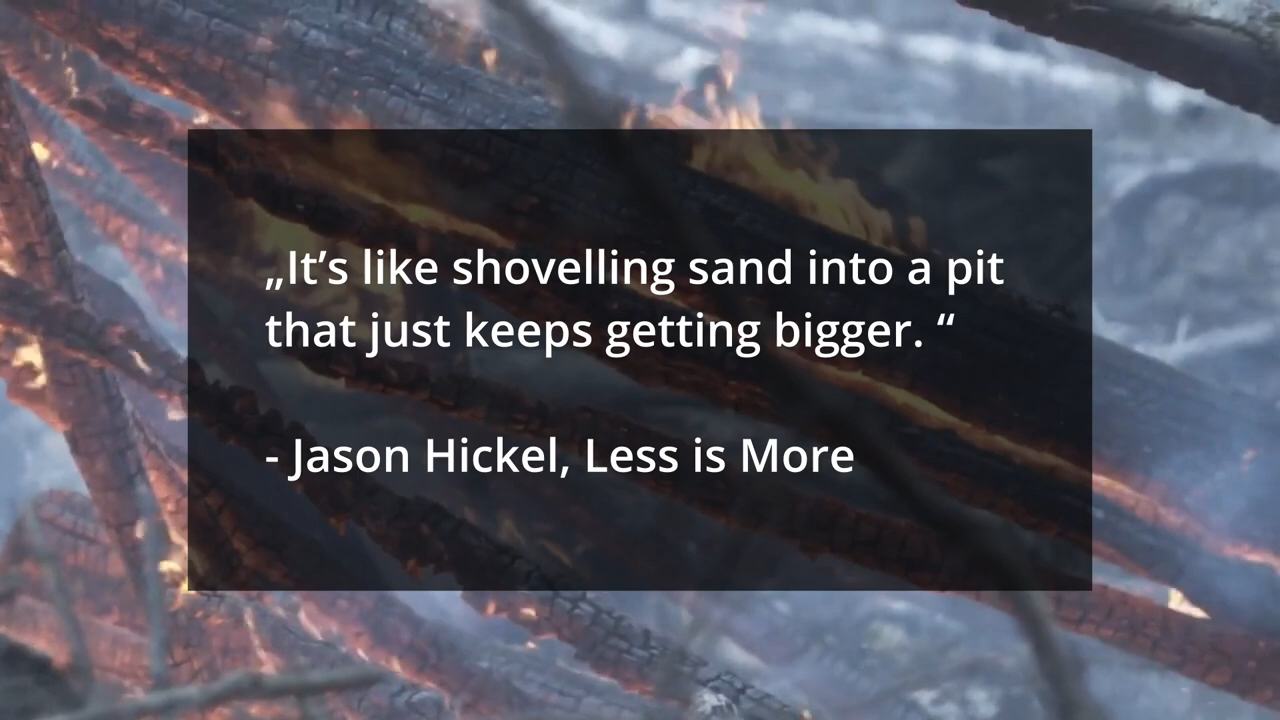 „It’s like shovelling sand into a pit
that just keeps getting bigger. “
- Jason Hickel, Less is More